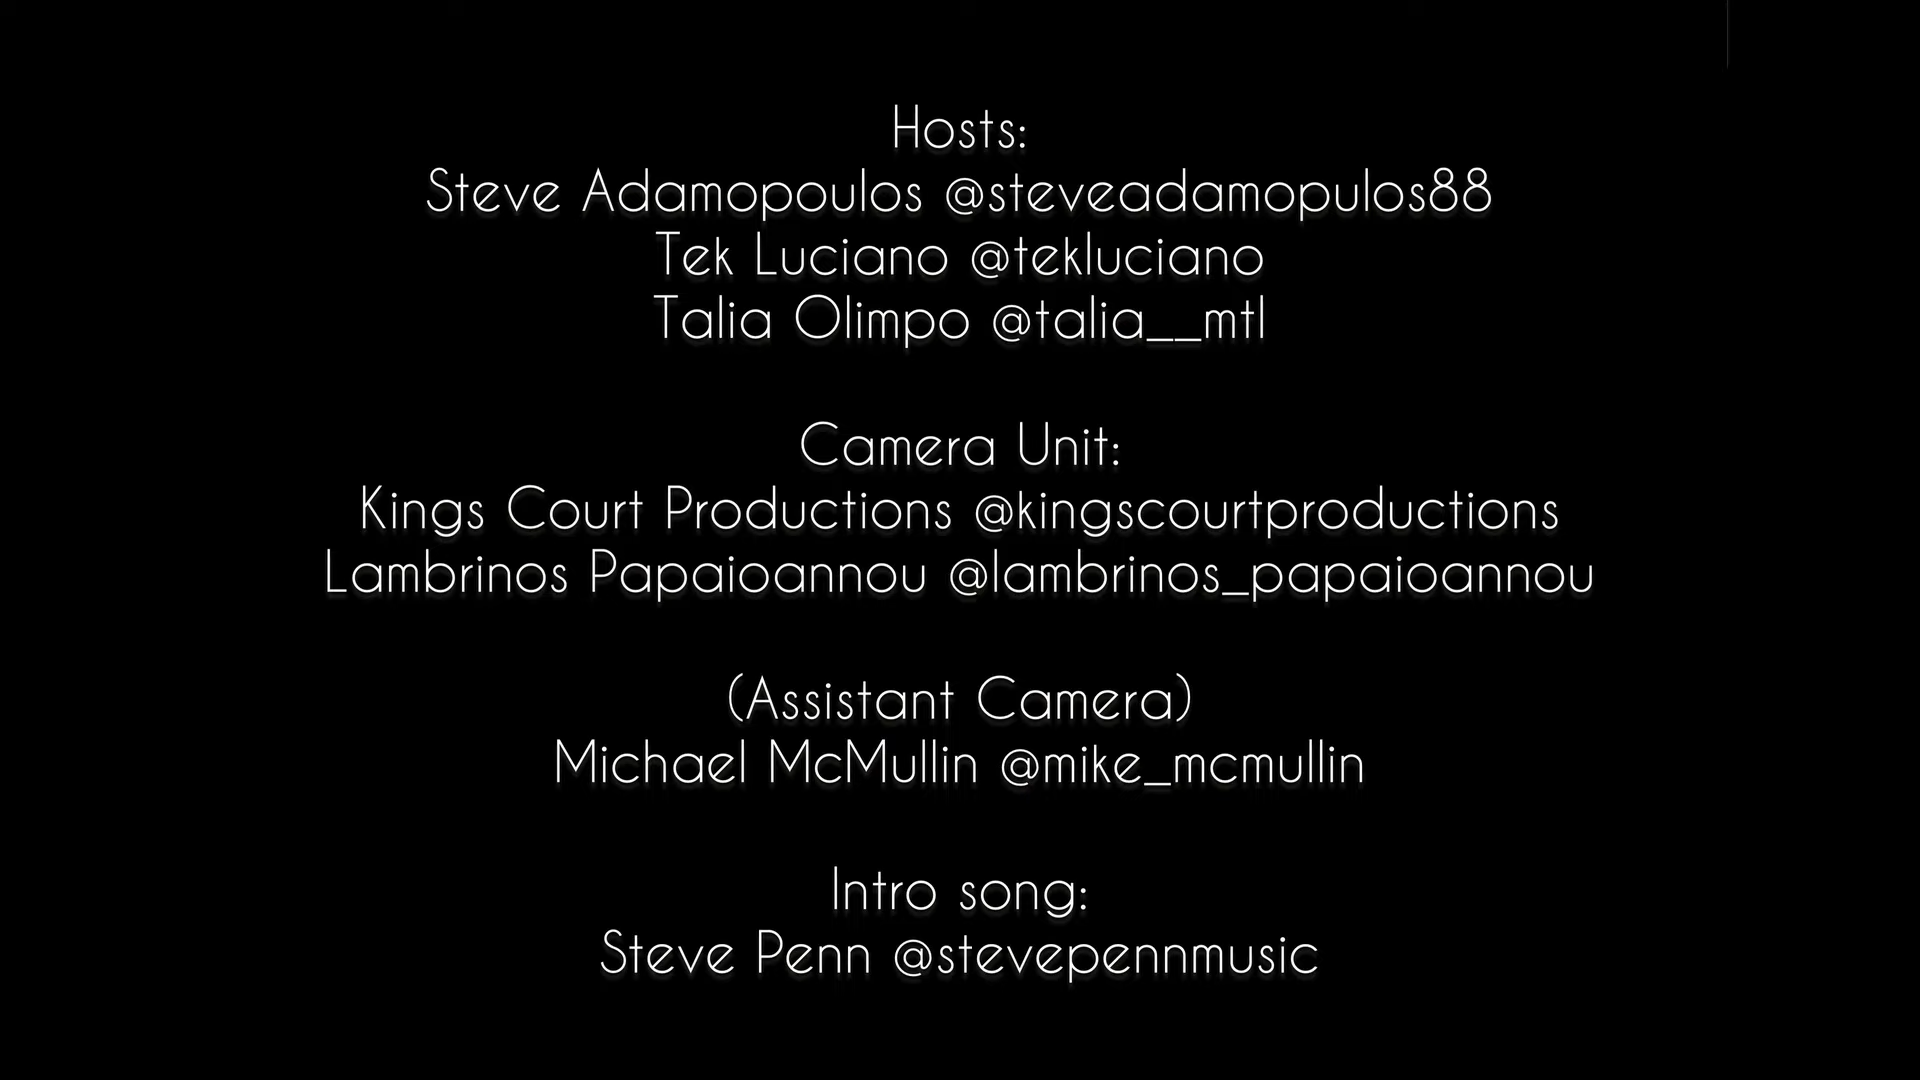 Hosts:
Steve Adamopoulos @steveadamopulos88
Tek Luciano @tekluciano
Talia Olimpo @talia__mtl
Camera Unit:
Kings Court Productions @kingscourtproductions
Lambrinos Papaioannou @lambrinos_papaioannou
(Assistant Camera)
Michael McMullin @mike_mcmullin
Intro song:
Steve Penn @stevepennmusic